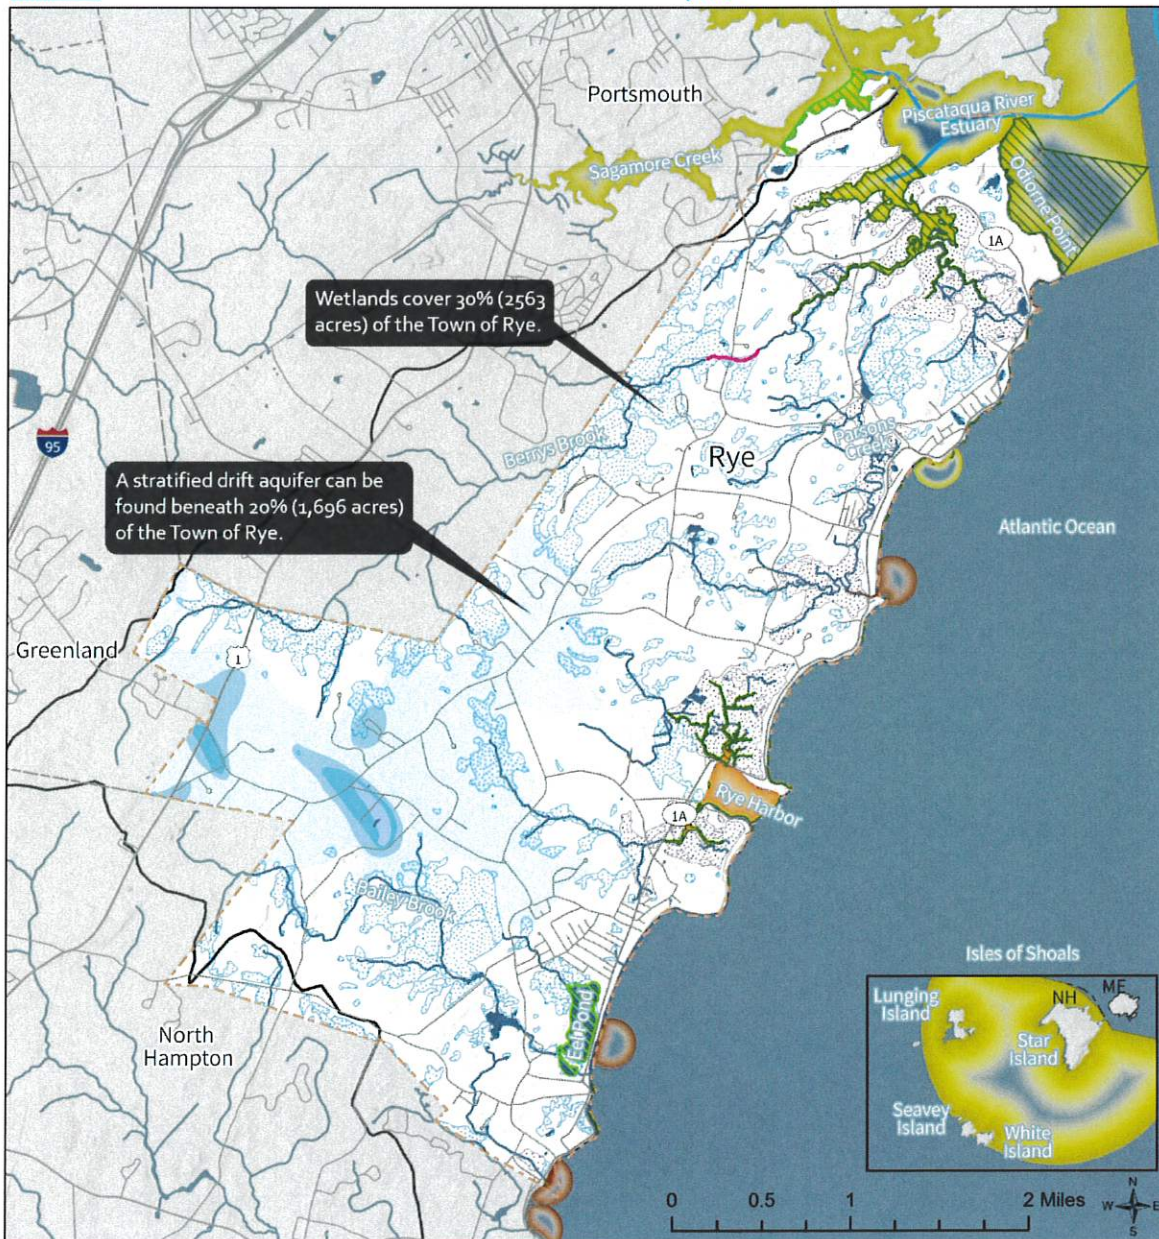 Portsmouth
Piscataqua River
Estuary
Sagamore Creek
Odiorne Point
1A
Wetlands cover 30% (2563
acres) of the Town of Rye.
95
Berrys Brook
Parsons
Creek
Rye
A stratified drift aquifer can be
found beneath 20% (1,696 acres)
of the Town of Rye.
Atlantic Ocean
Greenland
1
Rye Harbor
1A
Bailey Brook
Isles of Shoals
Lunging
Island
NH
ME
Star
Island
Eel Pond
North
Hampton
Seavey
Island
White
Island
0 0.5 1 2 Miles
N
W E
S